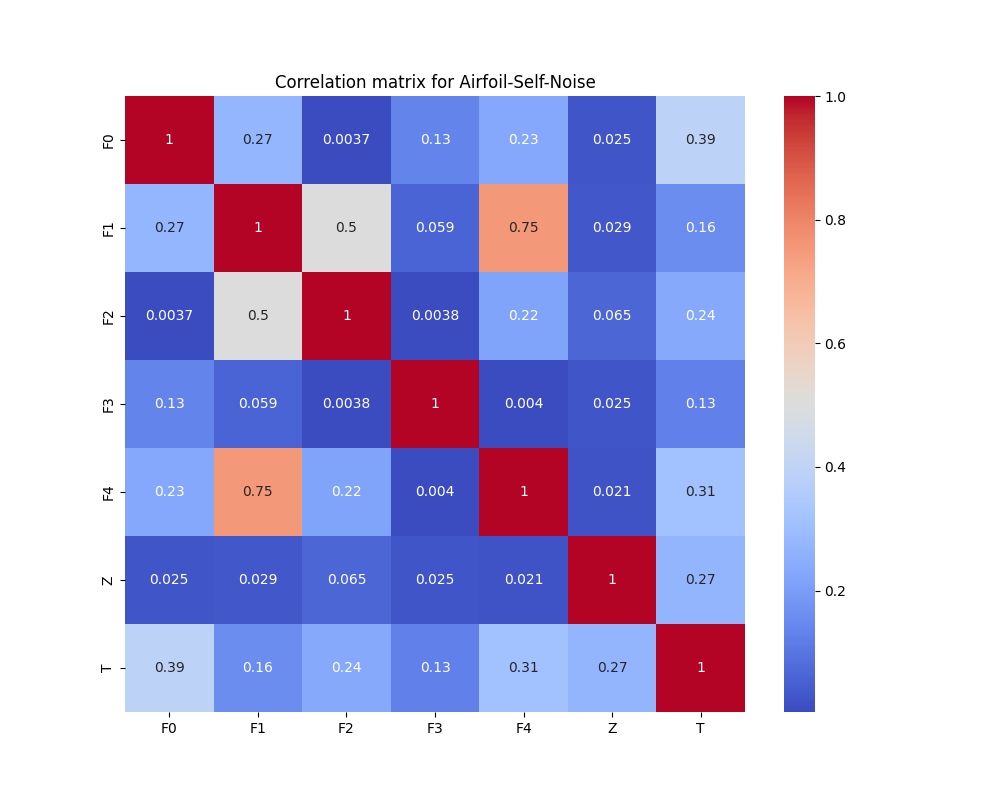 Correlation matrix for Airfoil-Self-Noise
F0 1 0.27 0.0037 0.13 0.23 0.025 0.39
F1 0.27 1 0.5 0.059 0.75 0.029 0.16
F2 0.0037 0.5 1 0.0038 0.22 0.065 0.24
F3 0.13 0.059 0.0038 1 0.004 0.025 0.13
F4 0.23 0.75 0.22 0.004 1 0.021 0.31
Z 0.025 0.029 0.065 0.025 0.021 1 0.27
T 0.39 0.16 0.24 0.13 0.31 0.27 1
F0 F1 F2 F3 F4 Z T
1.0
0.8
0.6
0.4
0.2